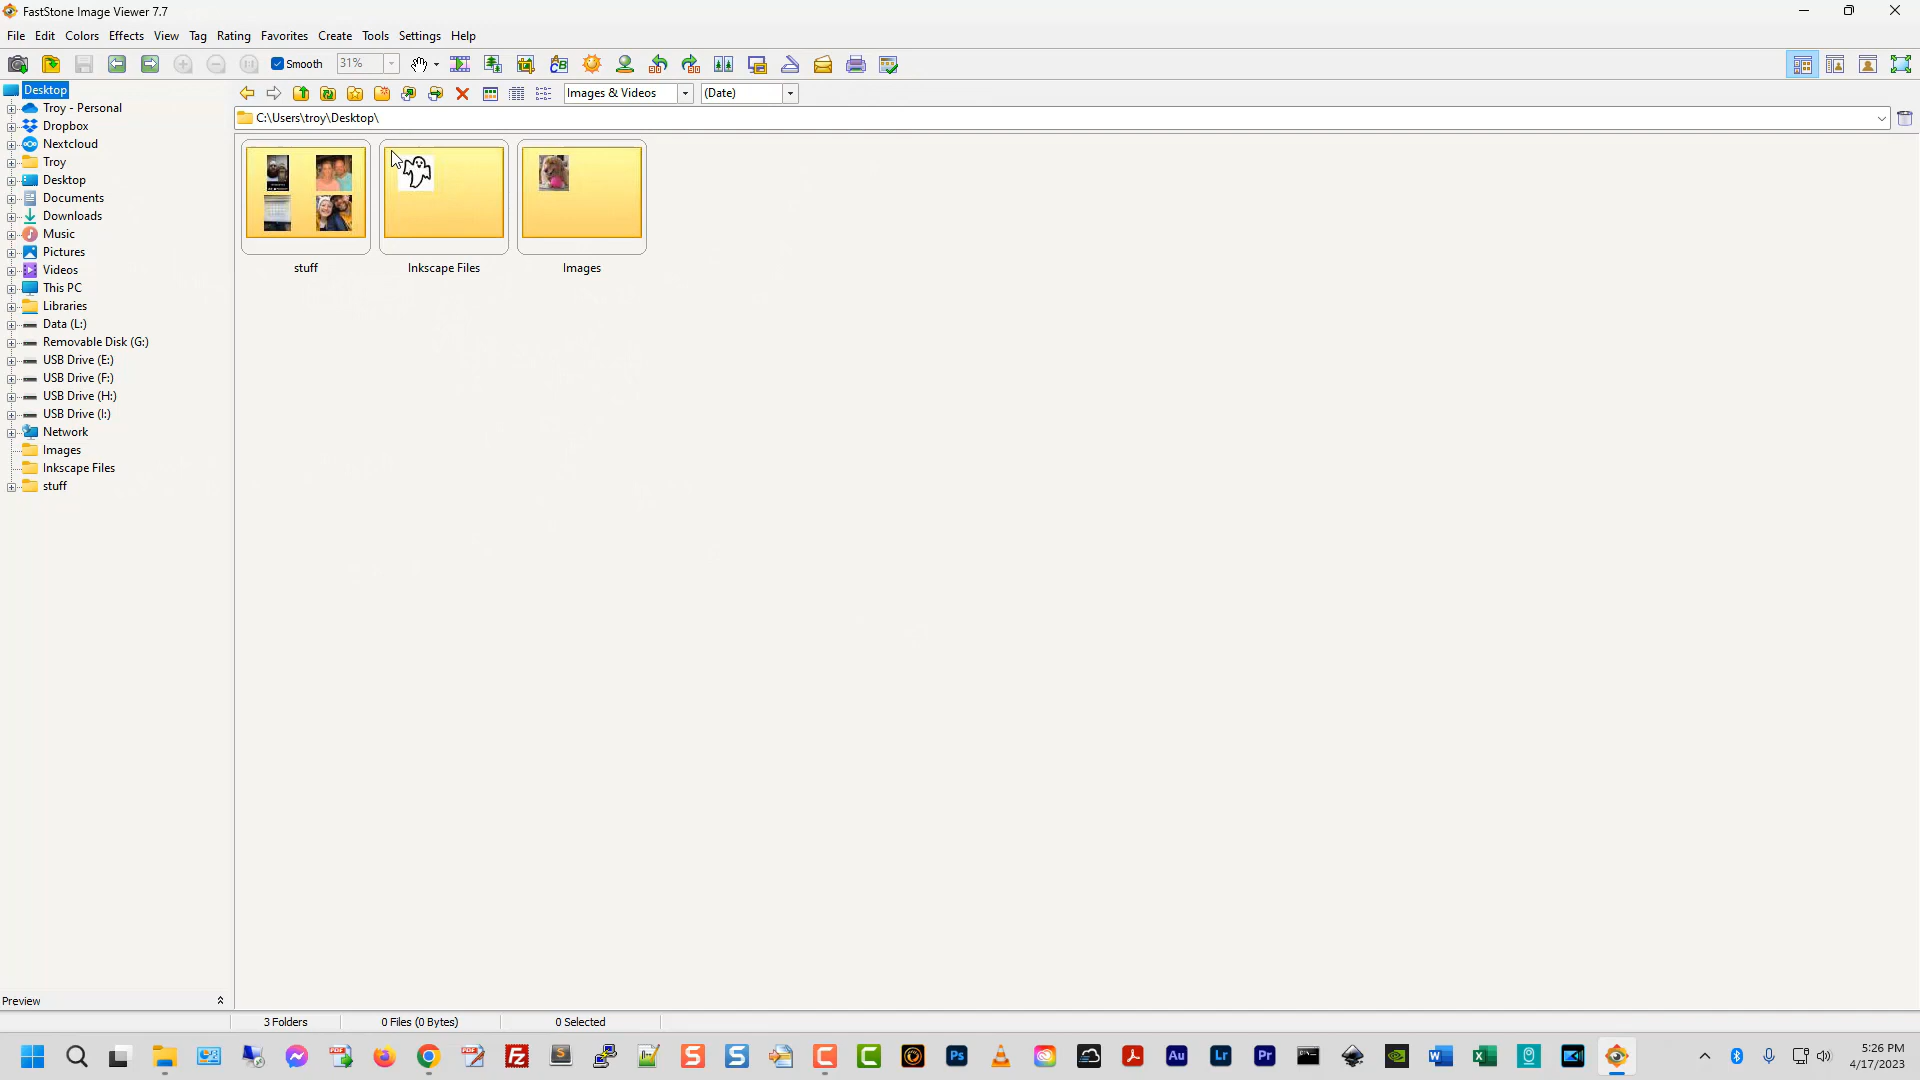 FastStone Image Viewer 7.7
File Edit Colors Effects View Tag Rating Favorites Create Tools Settings Help
Smooth 31%
Images & Videos (Date)
C:\Users\troy\Desktop\
Desktop
Troy - Personal
Dropbox
Nextcloud
Troy
Desktop
Documents
Downloads
Music
Pictures
Videos
This PC
Libraries
Data (L:)
Removable Disk (G:)
USB Drive (E:)
USB Drive (F:)
USB Drive (H:)
USB Drive (I:)
Network
Images
Inkscape Files
stuff
stuff Inkscape Files Images
Preview
3 Folders 0 Files (0 Bytes) 0 Selected
5:26 PM
4/17/2023